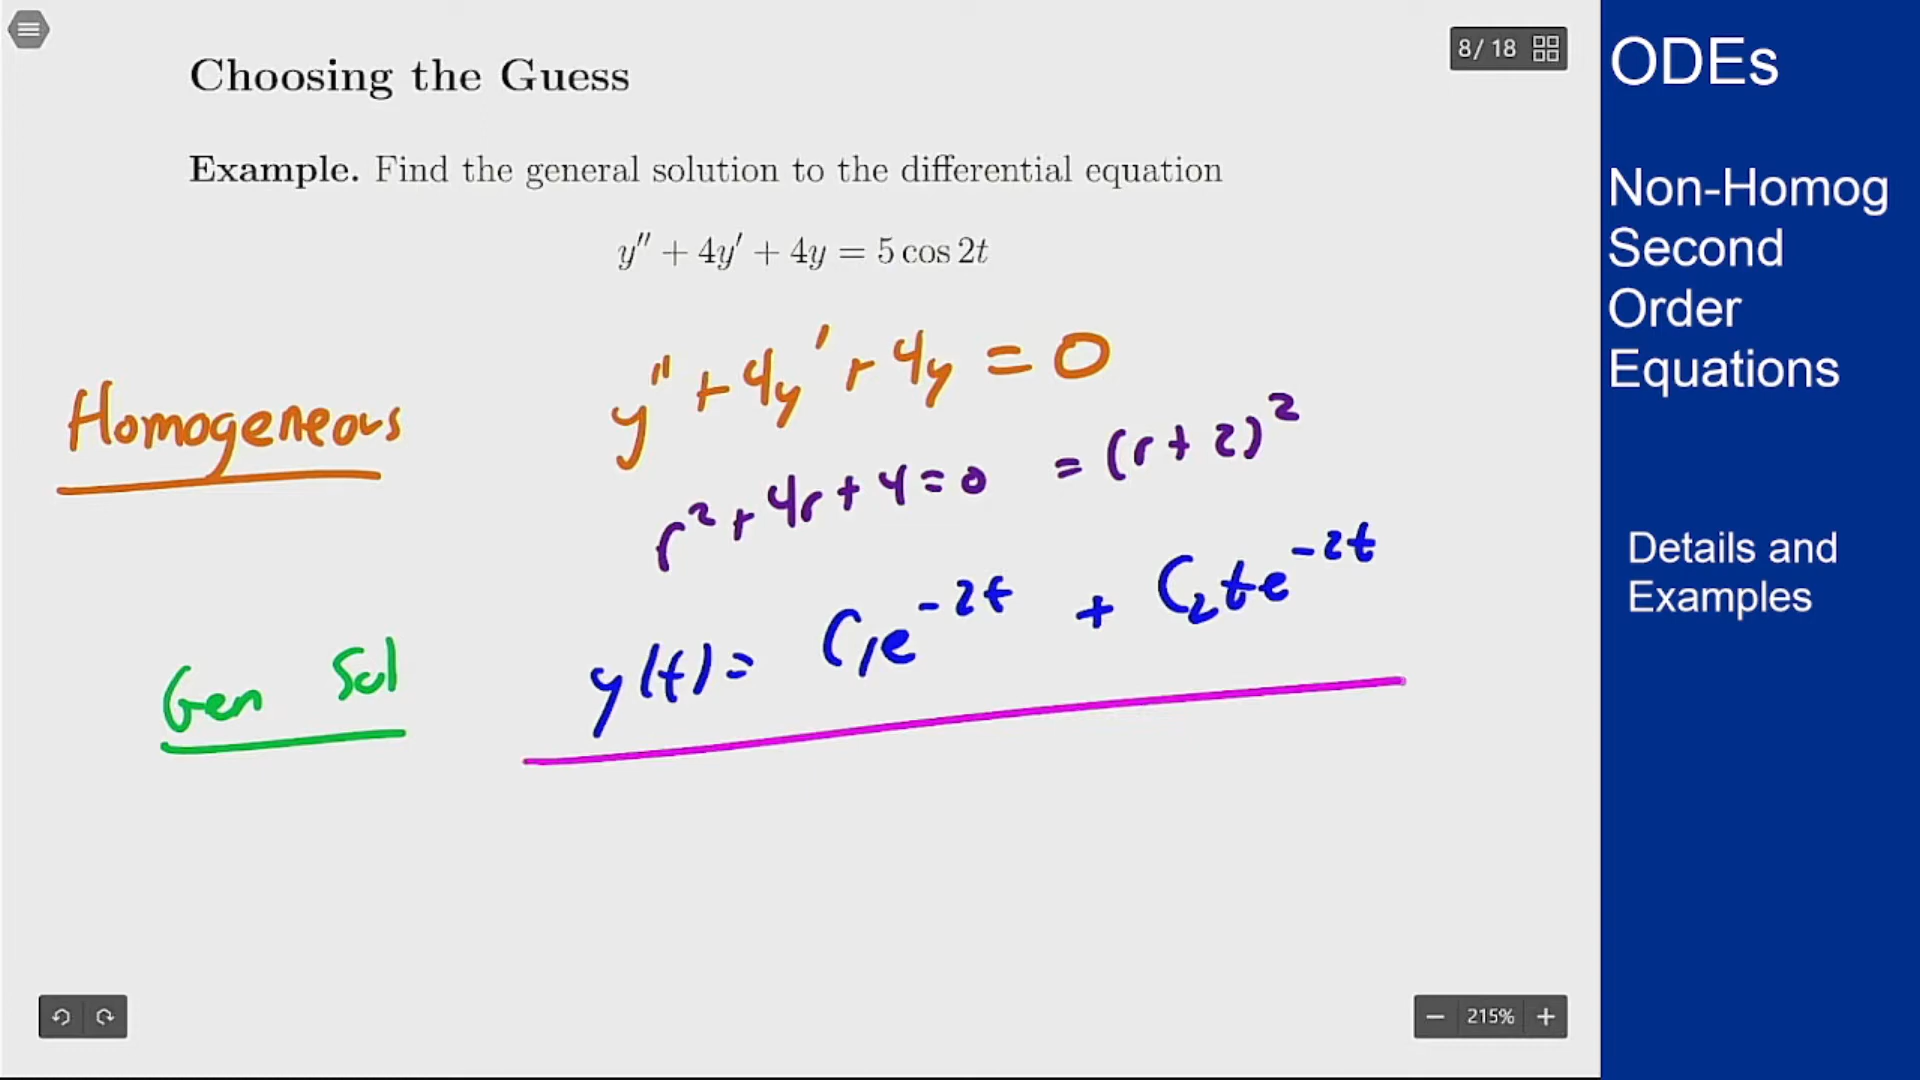 Choosing the Guess
8/ 18
Example. Find the general solution to the differential equation
y″ + 4y′ + 4y = 5 cos 2t
Homogeneous
y″ + 4y′ + 4y = 0
r² + 4r + 4 = 0 = (r + 2)²
Gen Sol
y(t) = C₁e⁻²ᵗ + C₂te⁻²ᵗ
215%
ODEs
Non-Homog
Second
Order
Equations
Details and
Examples